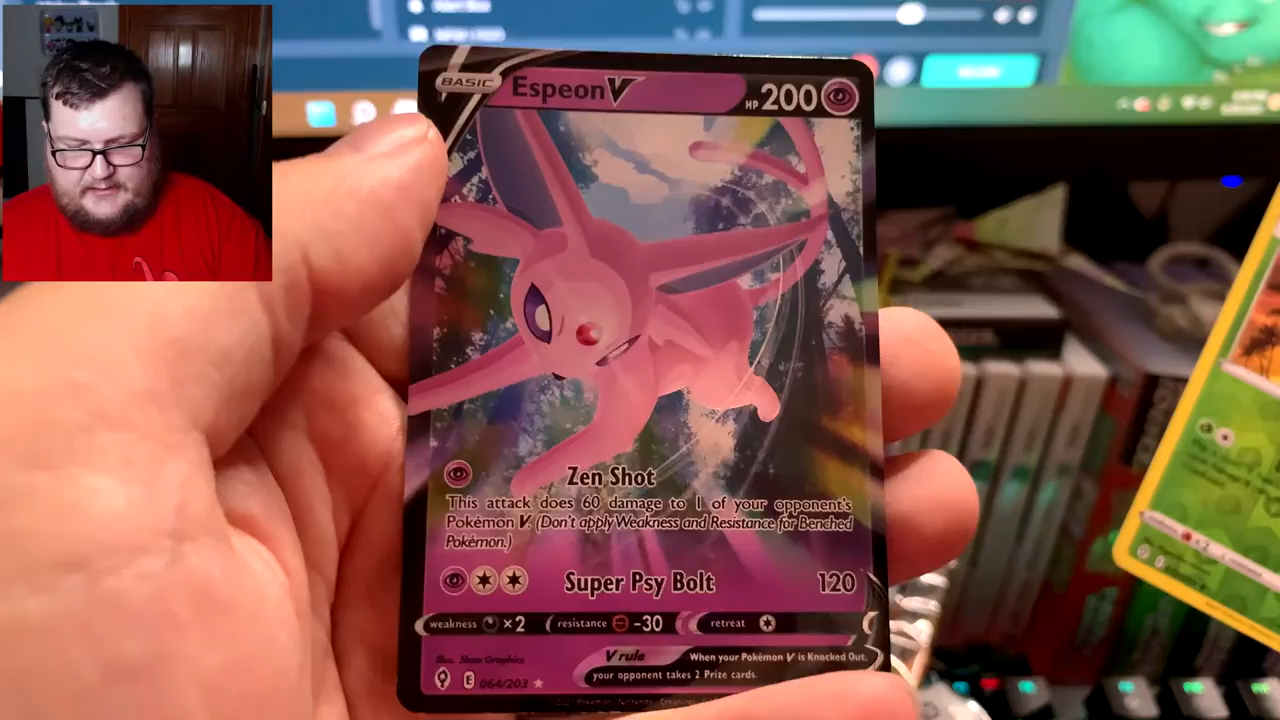 BASIC
Espeon V
HP 200
Zen Shot
This attack does 60 damage to 1 of your opponent's
Pokémon V. (Don't apply Weakness and Resistance for Benched
Pokémon.)
Super Psy Bolt 120
weakness ×2 resistance -30 retreat
V rule When your Pokémon V is Knocked Out,
your opponent takes 2 Prize cards.
Illus. Shin Graphics
E 064/203